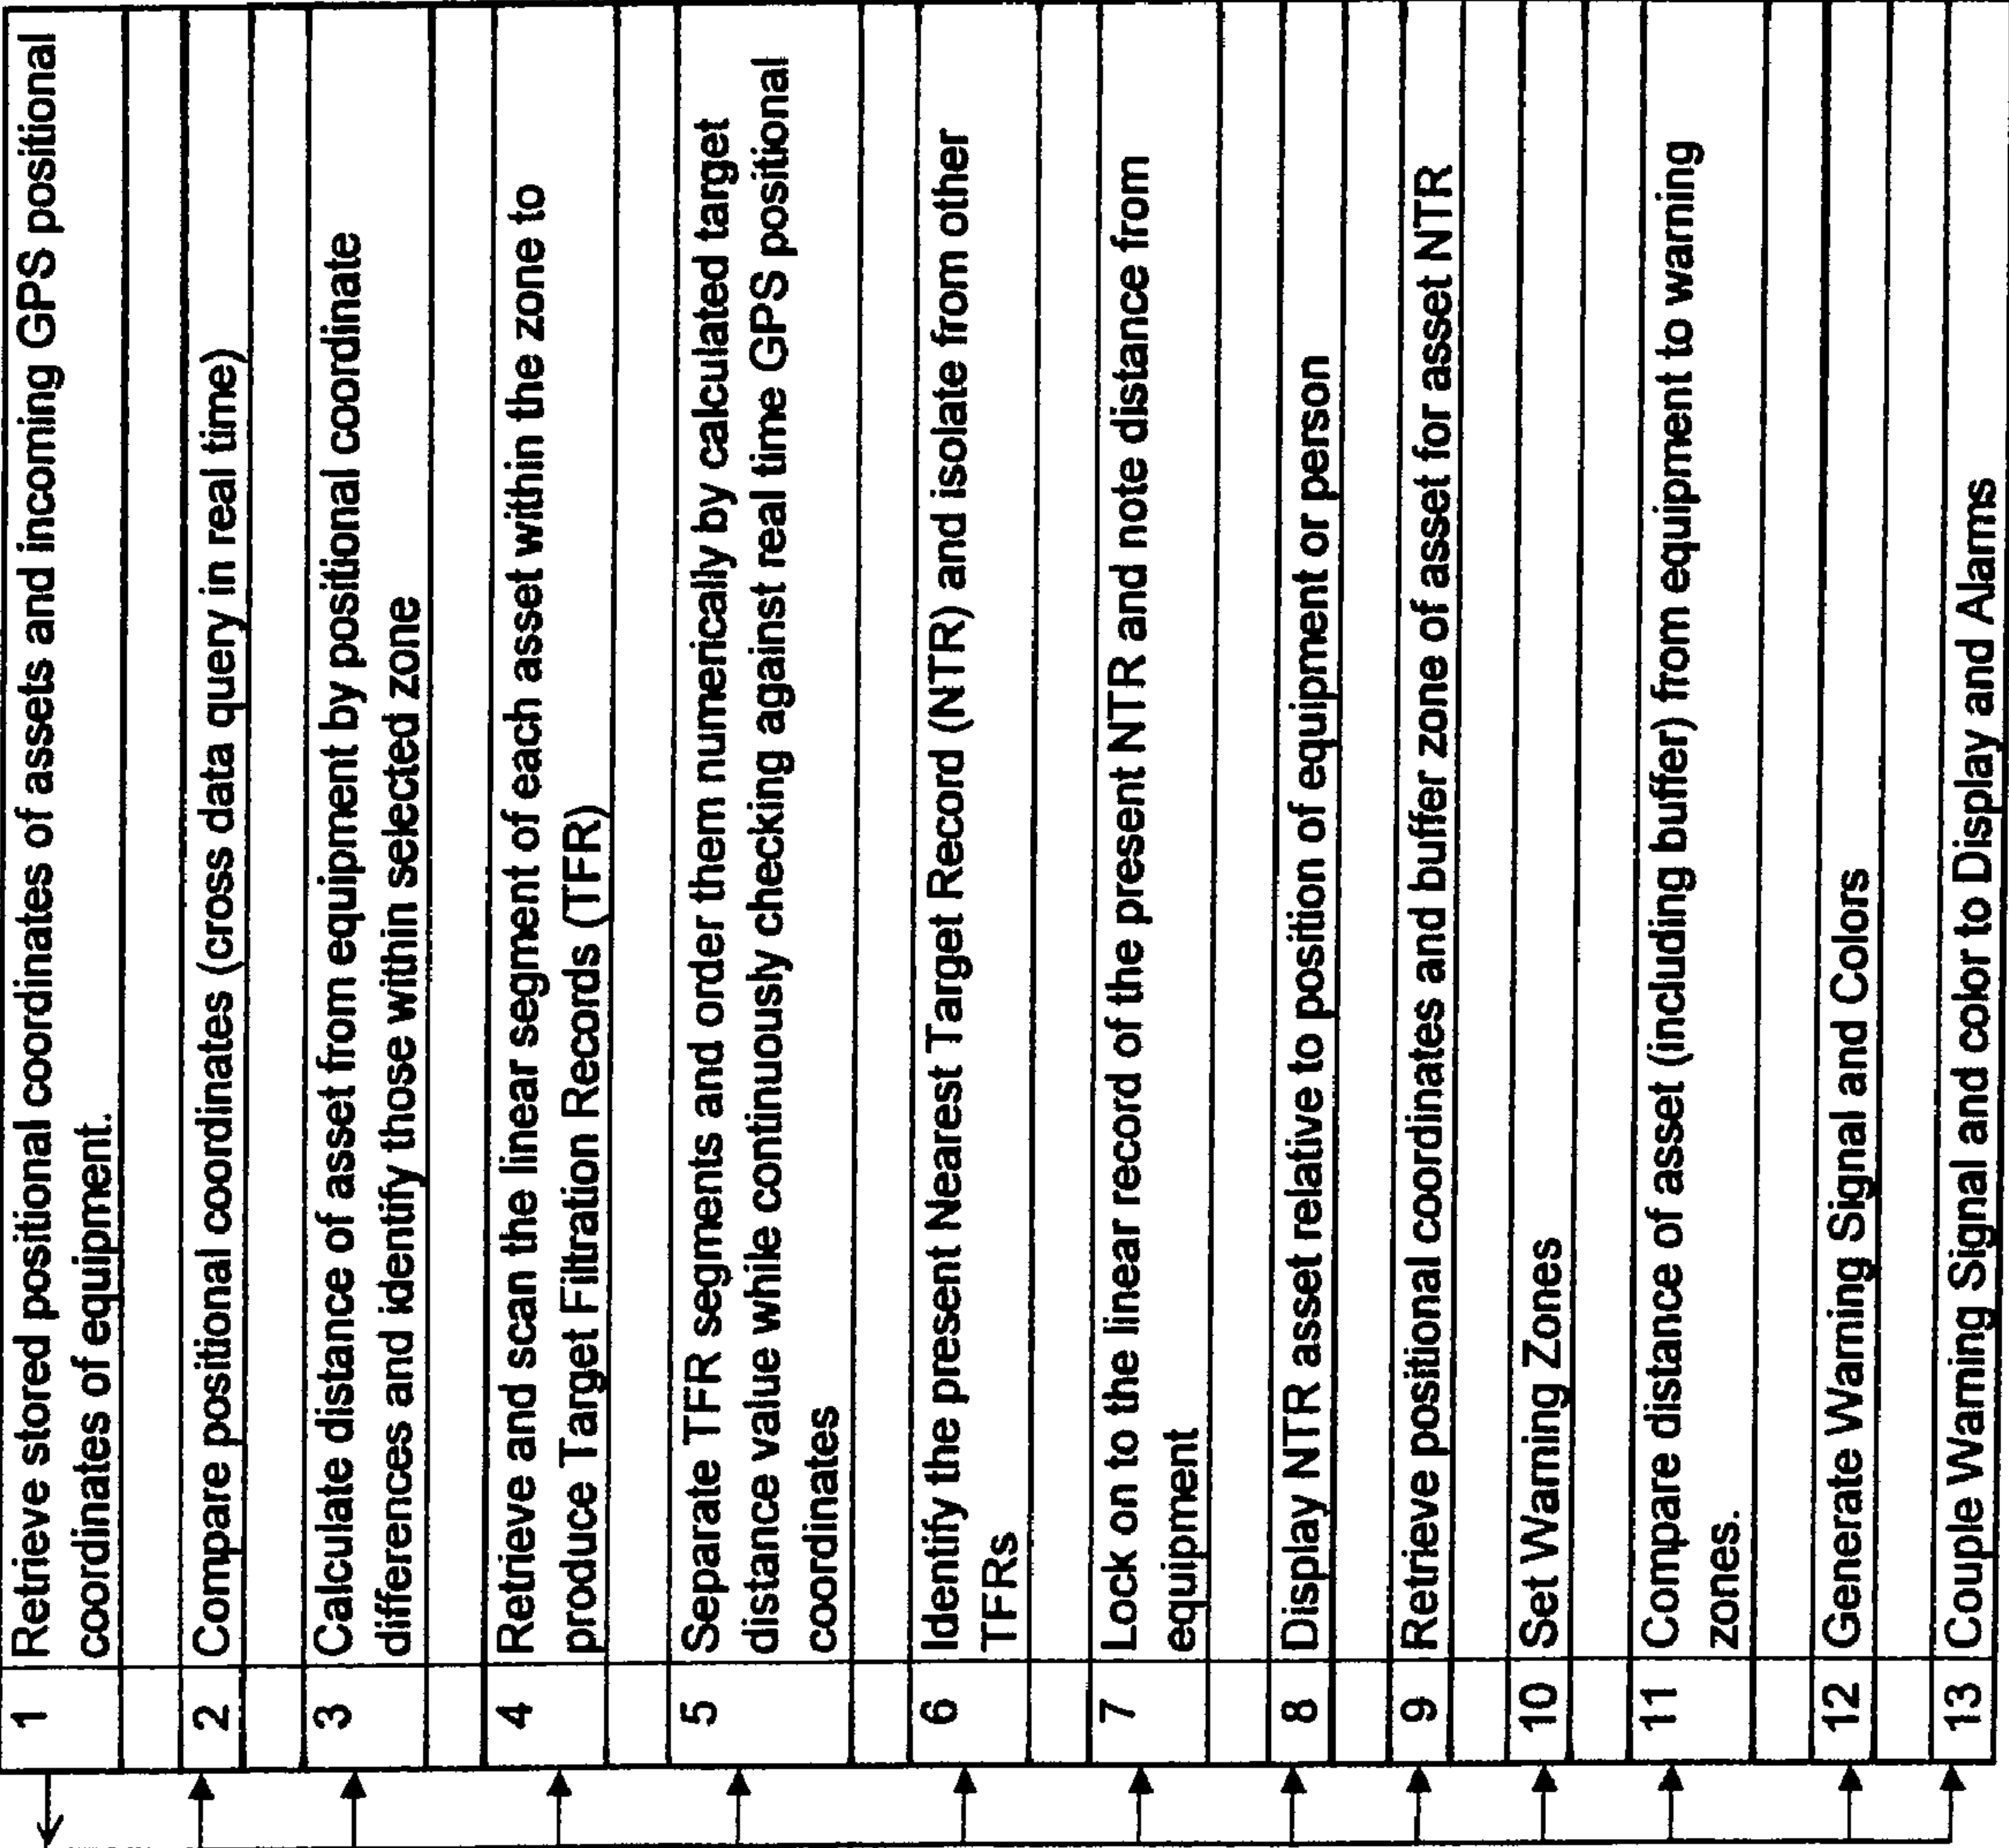 1 Retrieve stored positional coordinates of assets and incoming GPS positional
coordinates of equipment.
2 Compare positional coordinates (cross data query in real time)
3 Calculate distance of asset from equipment by positional coordinate
differences and identify those within selected zone
4 Retrieve and scan the linear segment of each asset within the zone to
produce Target Filtration Records (TFR)
5 Separate TFR segments and order them numerically by calculated target
distance value while continuously checking against real time GPS positional
coordinates
6 Identify the present Nearest Target Record (NTR) and isolate from other
TFRs
7 Lock on to the linear record of the present NTR and note distance from
equipment
8 Display NTR asset relative to position of equipment or person
9 Retrieve positional coordinates and buffer zone of asset for asset NTR
10 Set Warning Zones
11 Compare distance of asset (including buffer) from equipment to warning
zones.
12 Generate Warning Signal and Colors
13 Couple Warning Signal and color to Display and Alarms